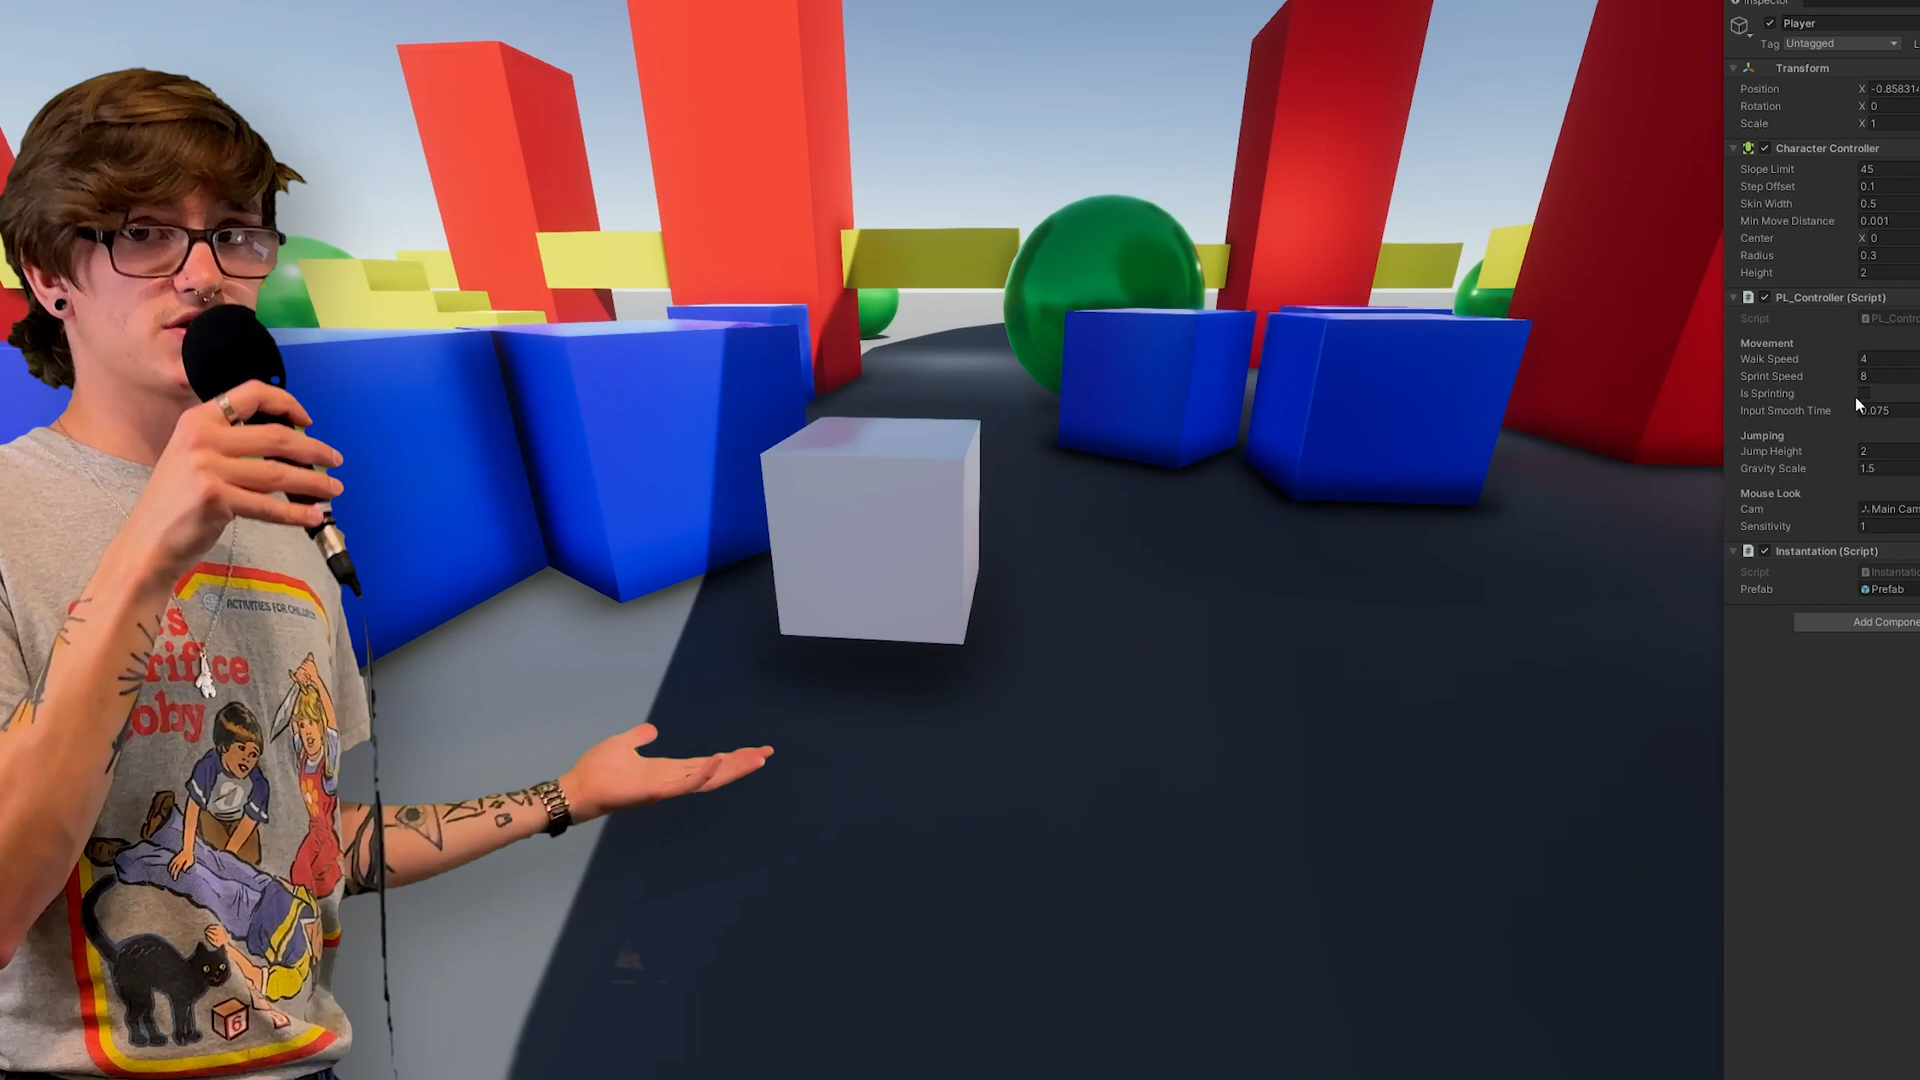 Inspector
Player
Tag Untagged
Transform
Position X -0.858314
Rotation X 0
Scale X 1
Character Controller
Slope Limit 45
Step Offset 0.1
Skin Width 0.5
Min Move Distance 0.001
Center X 0
Radius 0.3
Height 2
PL_Controller (Script)
Script PL_Contro
Movement
Walk Speed 4
Sprint Speed 8
Is Sprinting
Input Smooth Time 0.075
Jumping
Jump Height 2
Gravity Scale 1.5
Mouse Look
Cam Main Cam
Sensitivity 1
Instantation (Script)
Script Instantatio
Prefab Prefab
Add Compone
ACTIVITIES FOR CHILDREN
rifice
oby
6